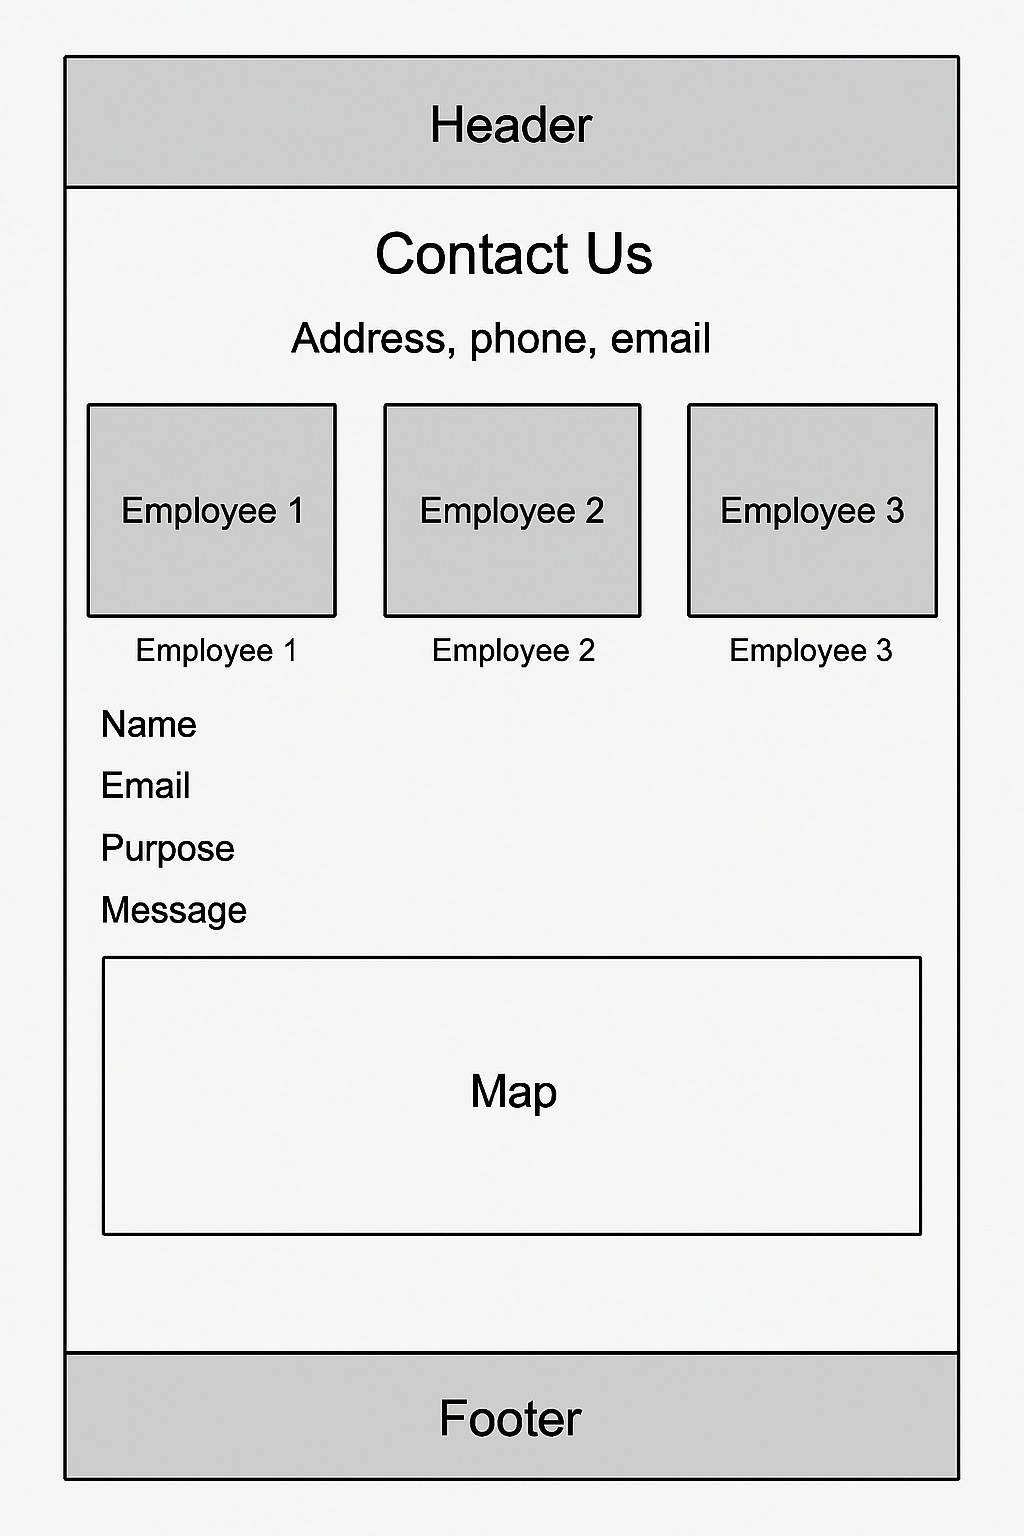 Header
Contact Us
Address, phone, email
Employee 1 Employee 2 Employee 3
Employee 1 Employee 2 Employee 3
Name
Email
Purpose
Message
Map
Footer